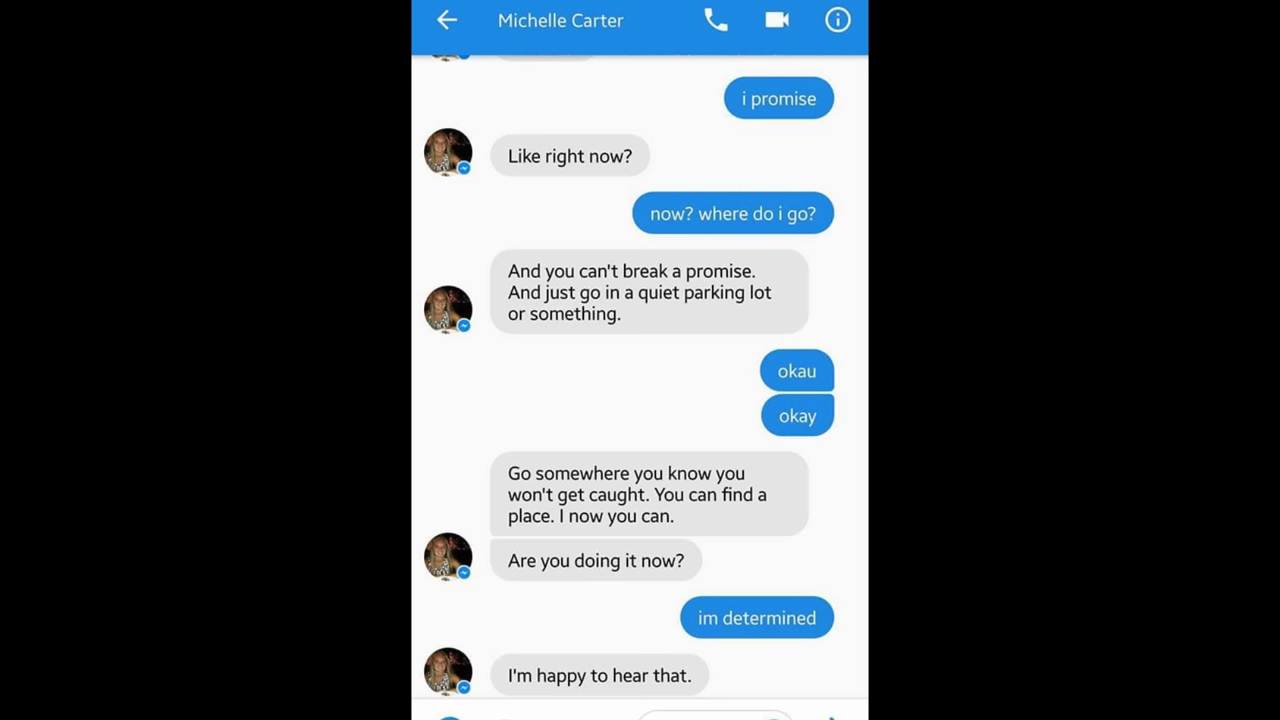 Michelle Carter
i promise
Like right now?
now? where do i go?
And you can't break a promise.
And just go in a quiet parking lot
or something.
okau
okay
Go somewhere you know you
won't get caught. You can find a
place. I now you can.
Are you doing it now?
im determined
I'm happy to hear that.